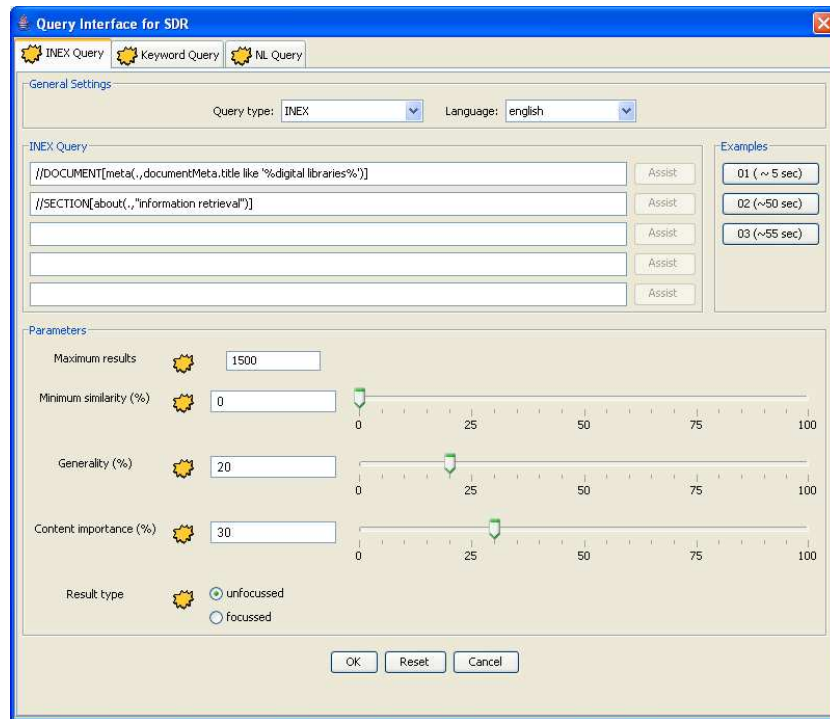 Query Interface for SDR
INEX Query Keyword Query NL Query
General Settings
Query type: INEX Language: english
INEX Query
//DOCUMENT[meta(.,documentMeta.title like '%digital libraries%')] Assist
//SECTION[about(.,"information retrieval")] Assist
Assist
Assist
Assist
Examples
01 ( ~ 5 sec)
02 (~50 sec)
03 (~55 sec)
Parameters
Maximum results 1500
Minimum similarity (%) 0
0 25 50 75 100
Generality (%) 20
0 25 50 75 100
Content importance (%) 30
0 25 50 75 100
Result type unfocussed
focussed
OK Reset Cancel